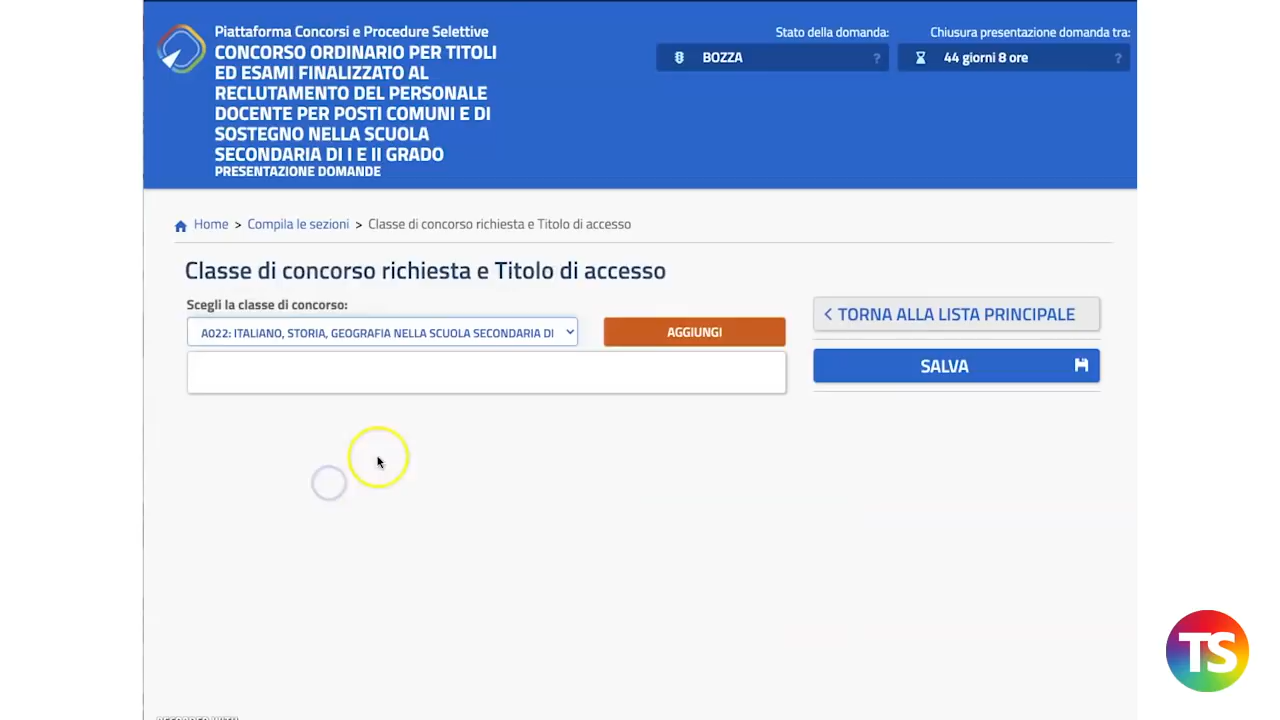 Piattaforma Concorsi e Procedure Selettive
CONCORSO ORDINARIO PER TITOLI
ED ESAMI FINALIZZATO AL
RECLUTAMENTO DEL PERSONALE
DOCENTE PER POSTI COMUNI E DI
SOSTEGNO NELLA SCUOLA
SECONDARIA DI I E II GRADO
PRESENTAZIONE DOMANDE
Stato della domanda:
BOZZA ?
Chiusura presentazione domanda tra:
44 giorni 8 ore ?
Home > Compila le sezioni > Classe di concorso richiesta e Titolo di accesso
Classe di concorso richiesta e Titolo di accesso
Scegli la classe di concorso:
A022: ITALIANO, STORIA, GEOGRAFIA NELLA SCUOLA SECONDARIA DI
AGGIUNGI
< TORNA ALLA LISTA PRINCIPALE
SALVA
TS